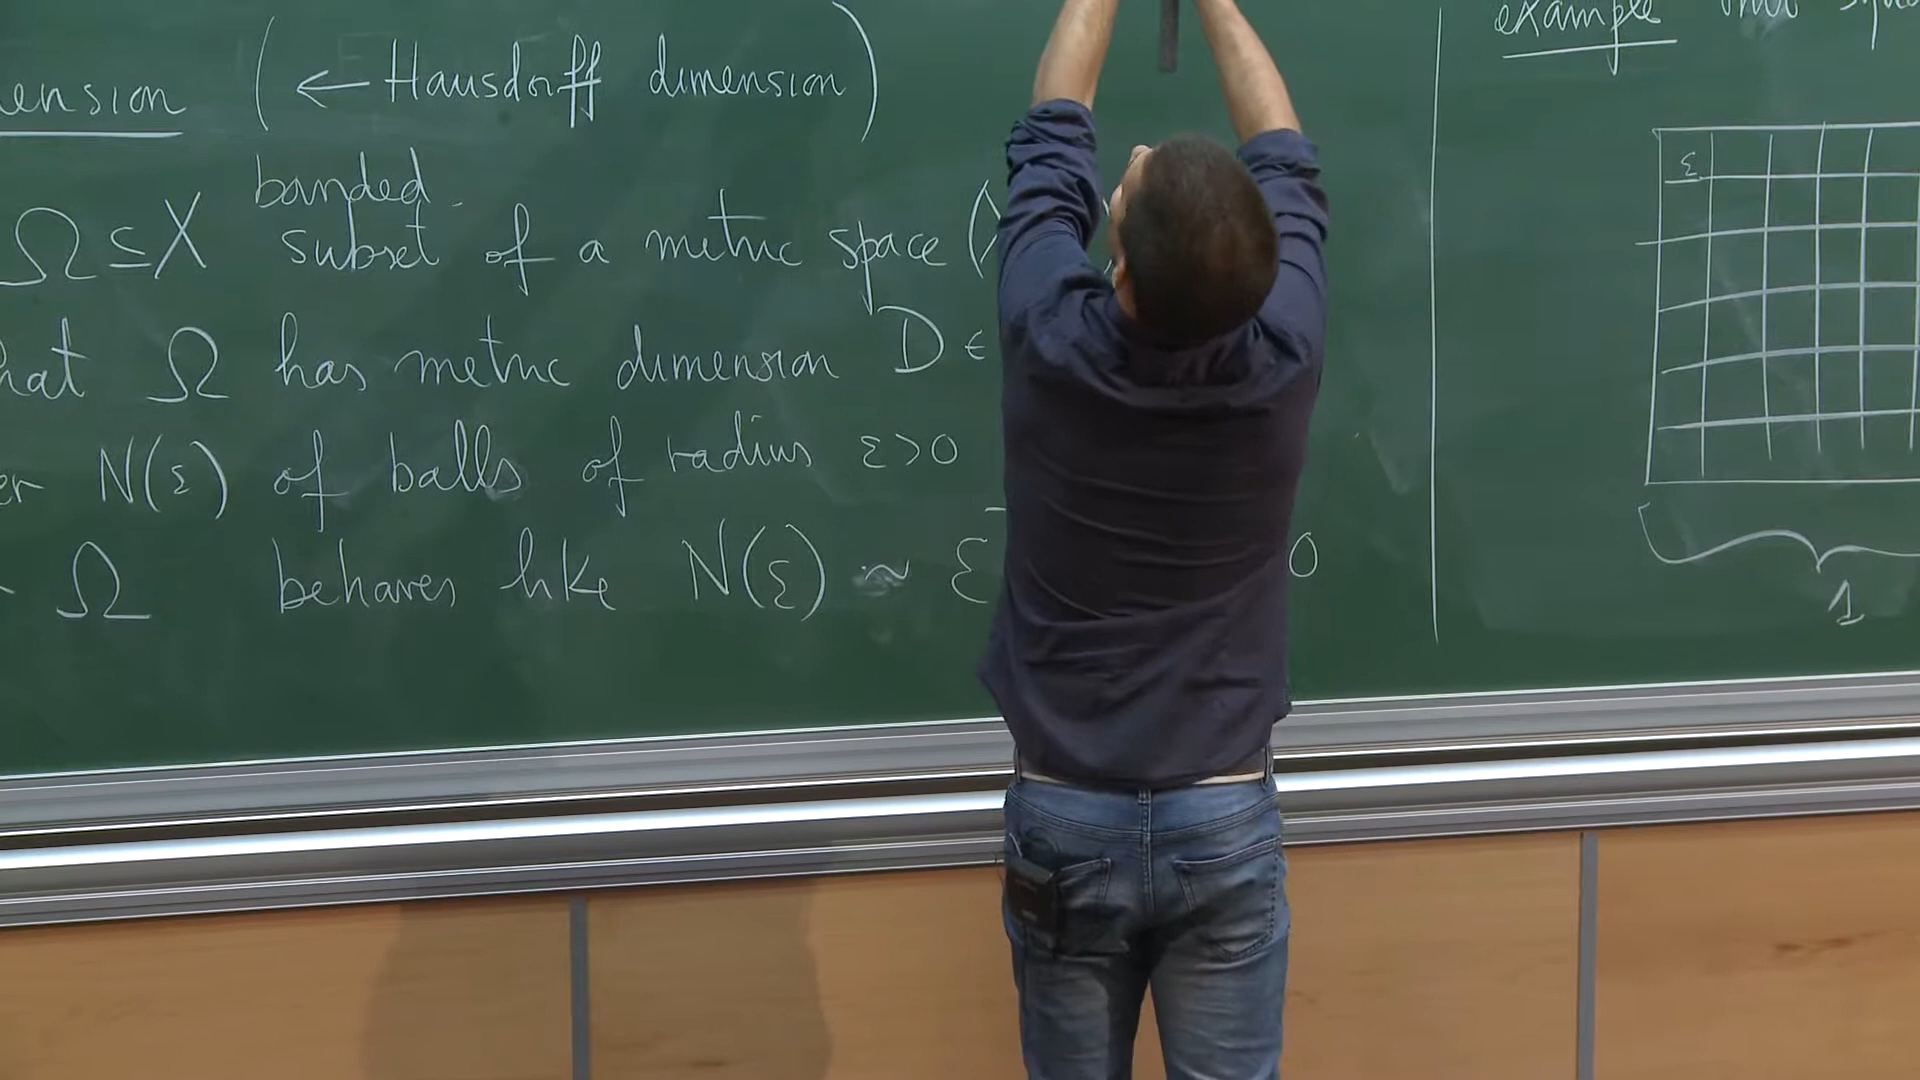 ension (← Hausdorff dimension)
bounded
Ω ⊆ X subset of a metric space (X
hat Ω has metric dimension D ∈
er N(ε) of balls of radius ε>0
Ω behaves like N(ε) ~ ε 0
example
ε
1